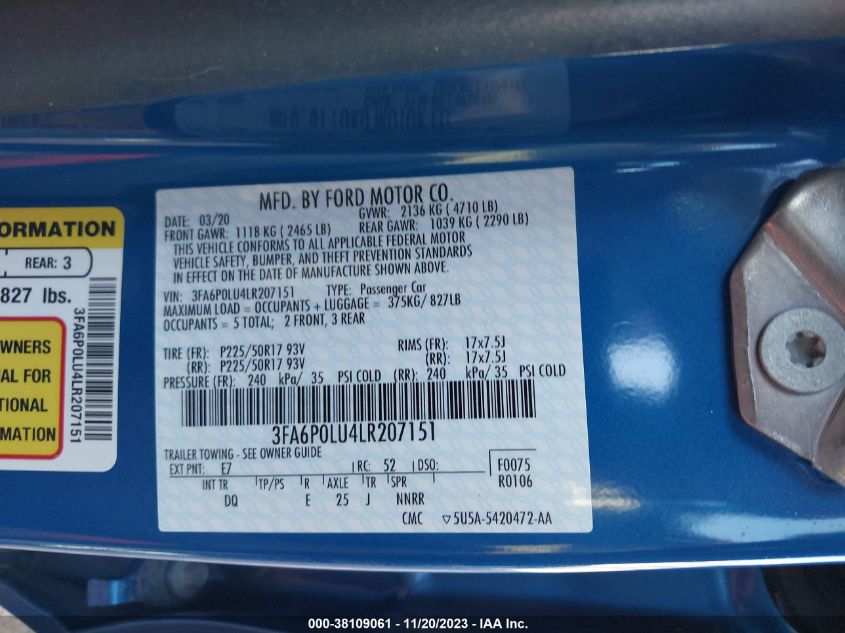 MFD. BY FORD MOTOR CO.
DATE: 03/20 GVWR: 2136 KG ( 4710 LB)
FRONT GAWR: 1118 KG ( 2465 LB) REAR GAWR: 1039 KG ( 2290 LB)
THIS VEHICLE CONFORMS TO ALL APPLICABLE FEDERAL MOTOR
VEHICLE SAFETY, BUMPER, AND THEFT PREVENTION STANDARDS
IN EFFECT ON THE DATE OF MANUFACTURE SHOWN ABOVE.
VIN: 3FA6P0LU4LR207151 TYPE: Passenger Car
MAXIMUM LOAD = OCCUPANTS + LUGGAGE = 375KG/ 827LB
OCCUPANTS = 5 TOTAL; 2 FRONT, 3 REAR
TIRE (FR): P225/50R17 93V RIMS (FR): 17x7.5J
(RR): P225/50R17 93V (RR): 17x7.5J
PRESSURE (FR): 240 kPa/ 35 PSI COLD (RR): 240 kPa/ 35 PSI COLD
3FA6P0LU4LR207151
TRAILER TOWING - SEE OWNER GUIDE
EXT PNT: E7 RC: 52 DSO: F0075
INT TR TP/PS R AXLE TR SPR R0106
DQ E 25 J NNRR
CMC 5U5A-5420472-AA
FORMATION
REAR: 3
827 lbs.
OWNERS
FOR
MATION
3FA6P0LU4LR207151
000-38109061 - 11/20/2023 - IAA Inc.